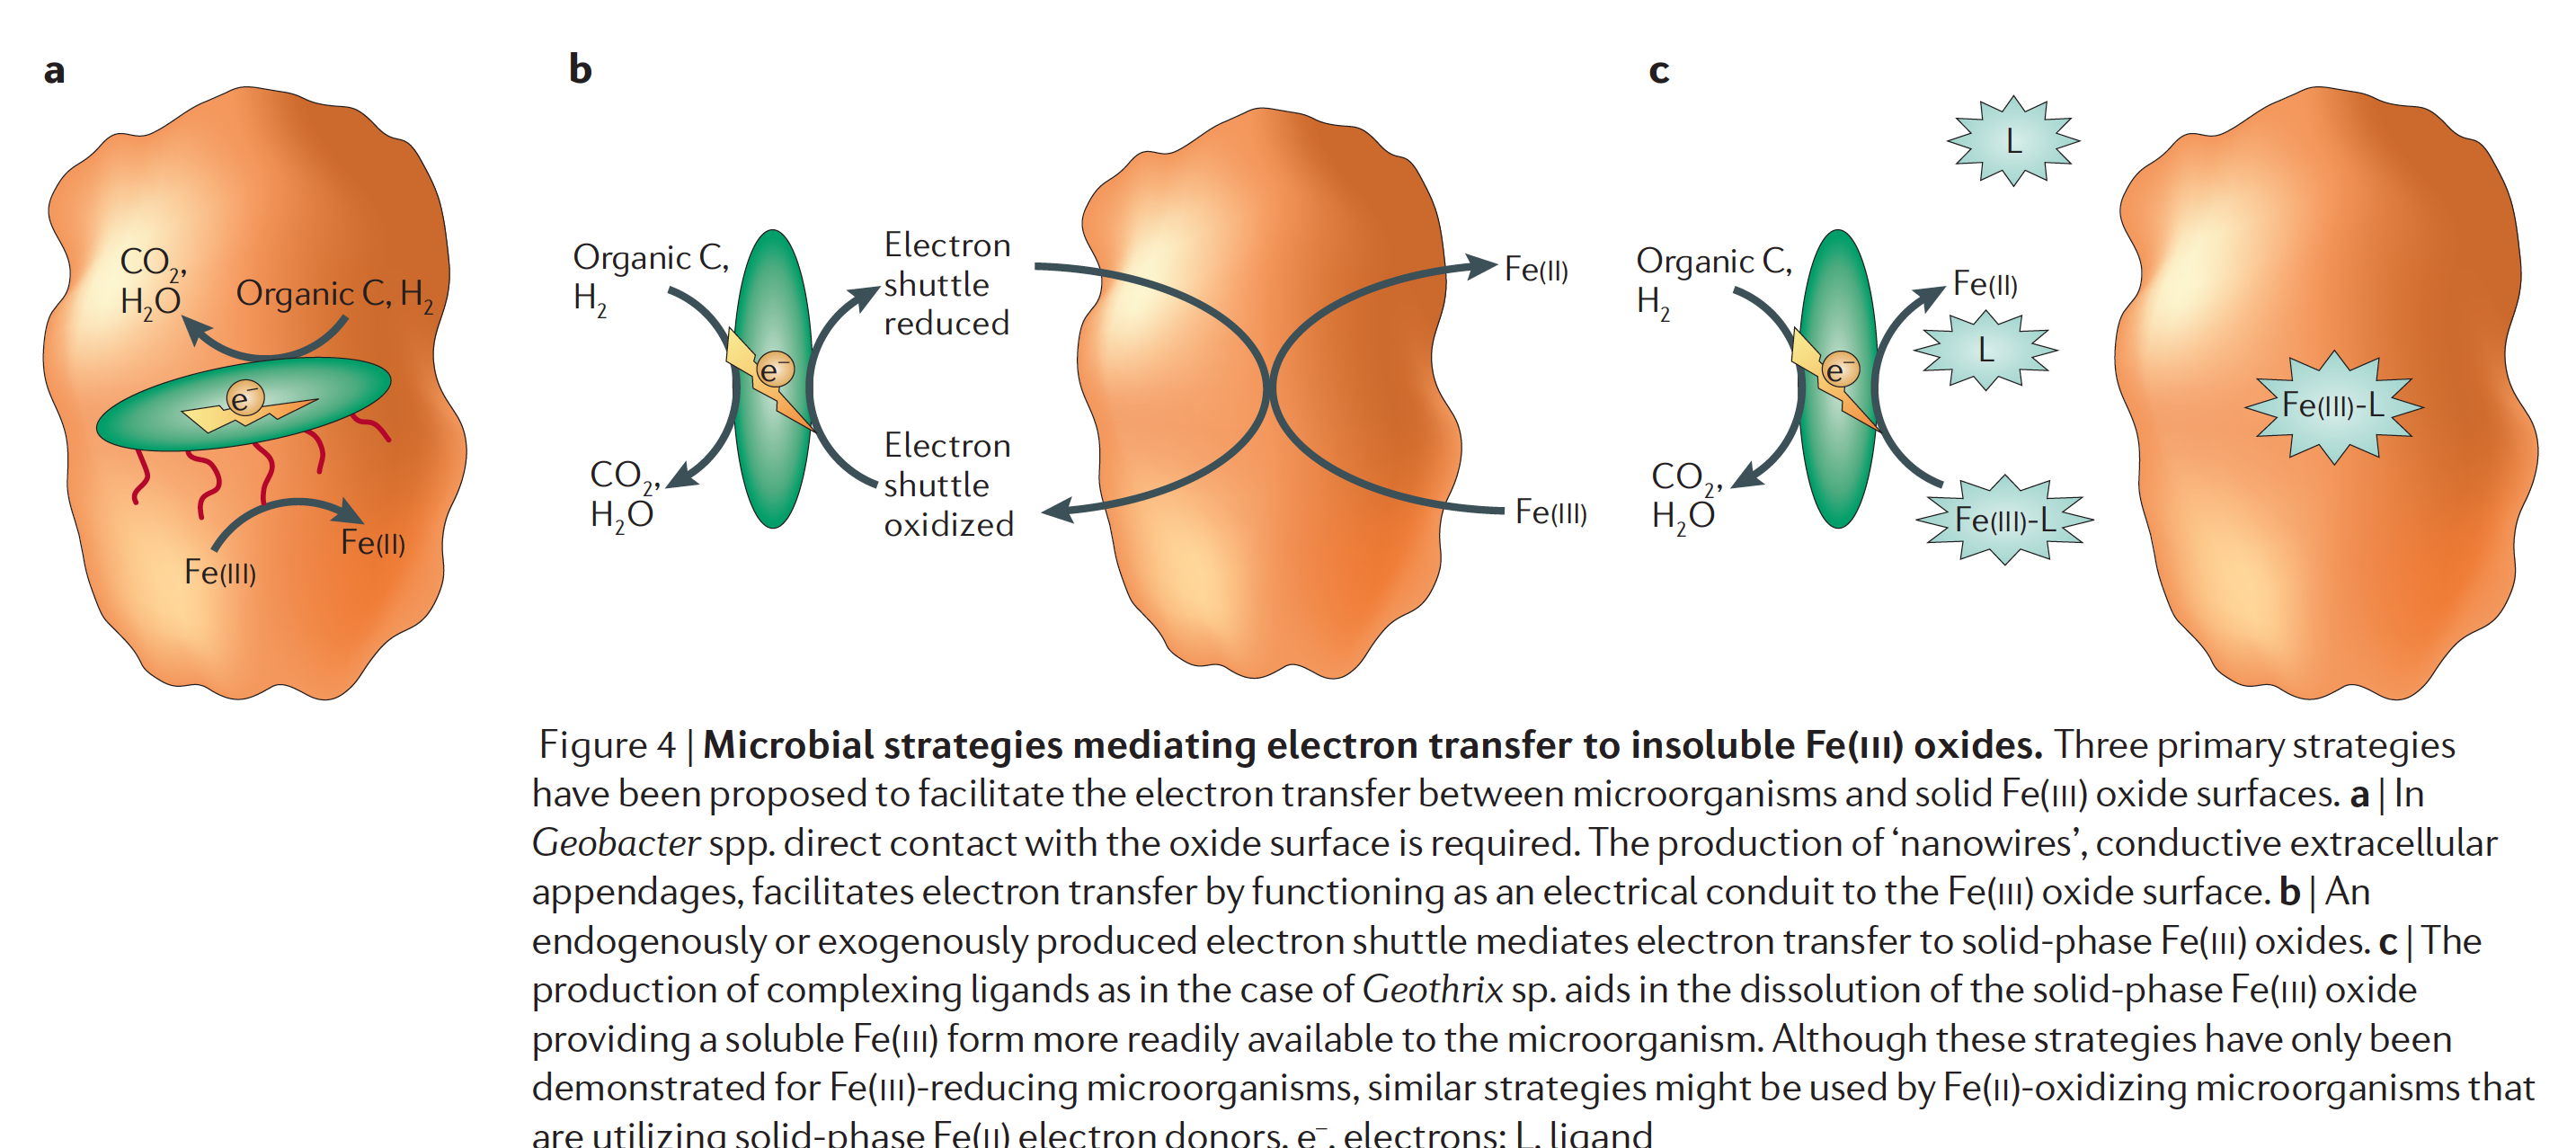 a
CO₂,
H₂O
Organic C, H₂
e⁻
Fe(III)
Fe(II)
b
Organic C,
H₂
e⁻
CO₂,
H₂O
Electron
shuttle
reduced
Electron
shuttle
oxidized
Fe(II)
Fe(III)
c
L
Organic C,
H₂
e⁻
CO₂,
H₂O
Fe(II)
L
Fe(III)-L
Fe(III)-L
Figure 4 | Microbial strategies mediating electron transfer to insoluble Fe(III) oxides. Three primary strategies
have been proposed to facilitate the electron transfer between microorganisms and solid Fe(III) oxide surfaces. a | In
Geobacter spp. direct contact with the oxide surface is required. The production of ‘nanowires’, conductive extracellular
appendages, facilitates electron transfer by functioning as an electrical conduit to the Fe(III) oxide surface. b | An
endogenously or exogenously produced electron shuttle mediates electron transfer to solid-phase Fe(III) oxides. c | The
production of complexing ligands as in the case of Geothrix sp. aids in the dissolution of the solid-phase Fe(III) oxide
providing a soluble Fe(III) form more readily available to the microorganism. Although these strategies have only been
demonstrated for Fe(III)-reducing microorganisms, similar strategies might be used by Fe(II)-oxidizing microorganisms that
are utilizing solid-phase Fe(II) electron donors. e⁻, electrons; L, ligand